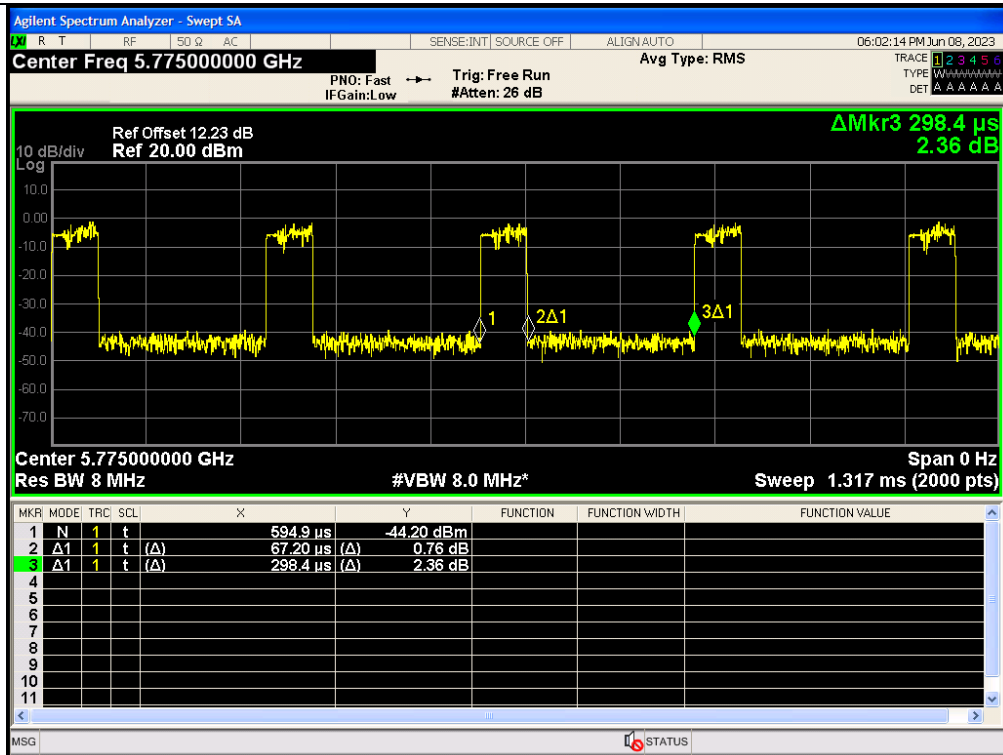 Agilent Spectrum Analyzer - Swept SA
LXI R T RF 50 Ω AC SENSE:INT SOURCE OFF ALIGN AUTO 06:02:14 PM Jun 08, 2023
Center Freq 5.775000000 GHz
Avg Type: RMS
TRACE 1 2 3 4 5 6
PNO: Fast Trig: Free Run
TYPE W W W W W W
IFGain:Low #Atten: 26 dB
DET A A A A A A
ΔMkr3 298.4 µs
2.36 dB
Ref Offset 12.23 dB
10 dB/div Ref 20.00 dBm
Log
10.0
0.00
-10.0
-20.0
-30.0
-40.0
-50.0
-60.0
-70.0
1
2Δ1
3Δ1
Center 5.775000000 GHz Span 0 Hz
Res BW 8 MHz #VBW 8.0 MHz* Sweep 1.317 ms (2000 pts)
MKR MODE TRC SCL X Y FUNCTION FUNCTION WIDTH FUNCTION VALUE
1 N 1 t 594.9 µs -44.20 dBm
2 Δ1 1 t (Δ) 67.20 µs (Δ) 0.76 dB
3 Δ1 1 t (Δ) 298.4 µs (Δ) 2.36 dB
4
5
6
7
8
9
10
11
MSG STATUS